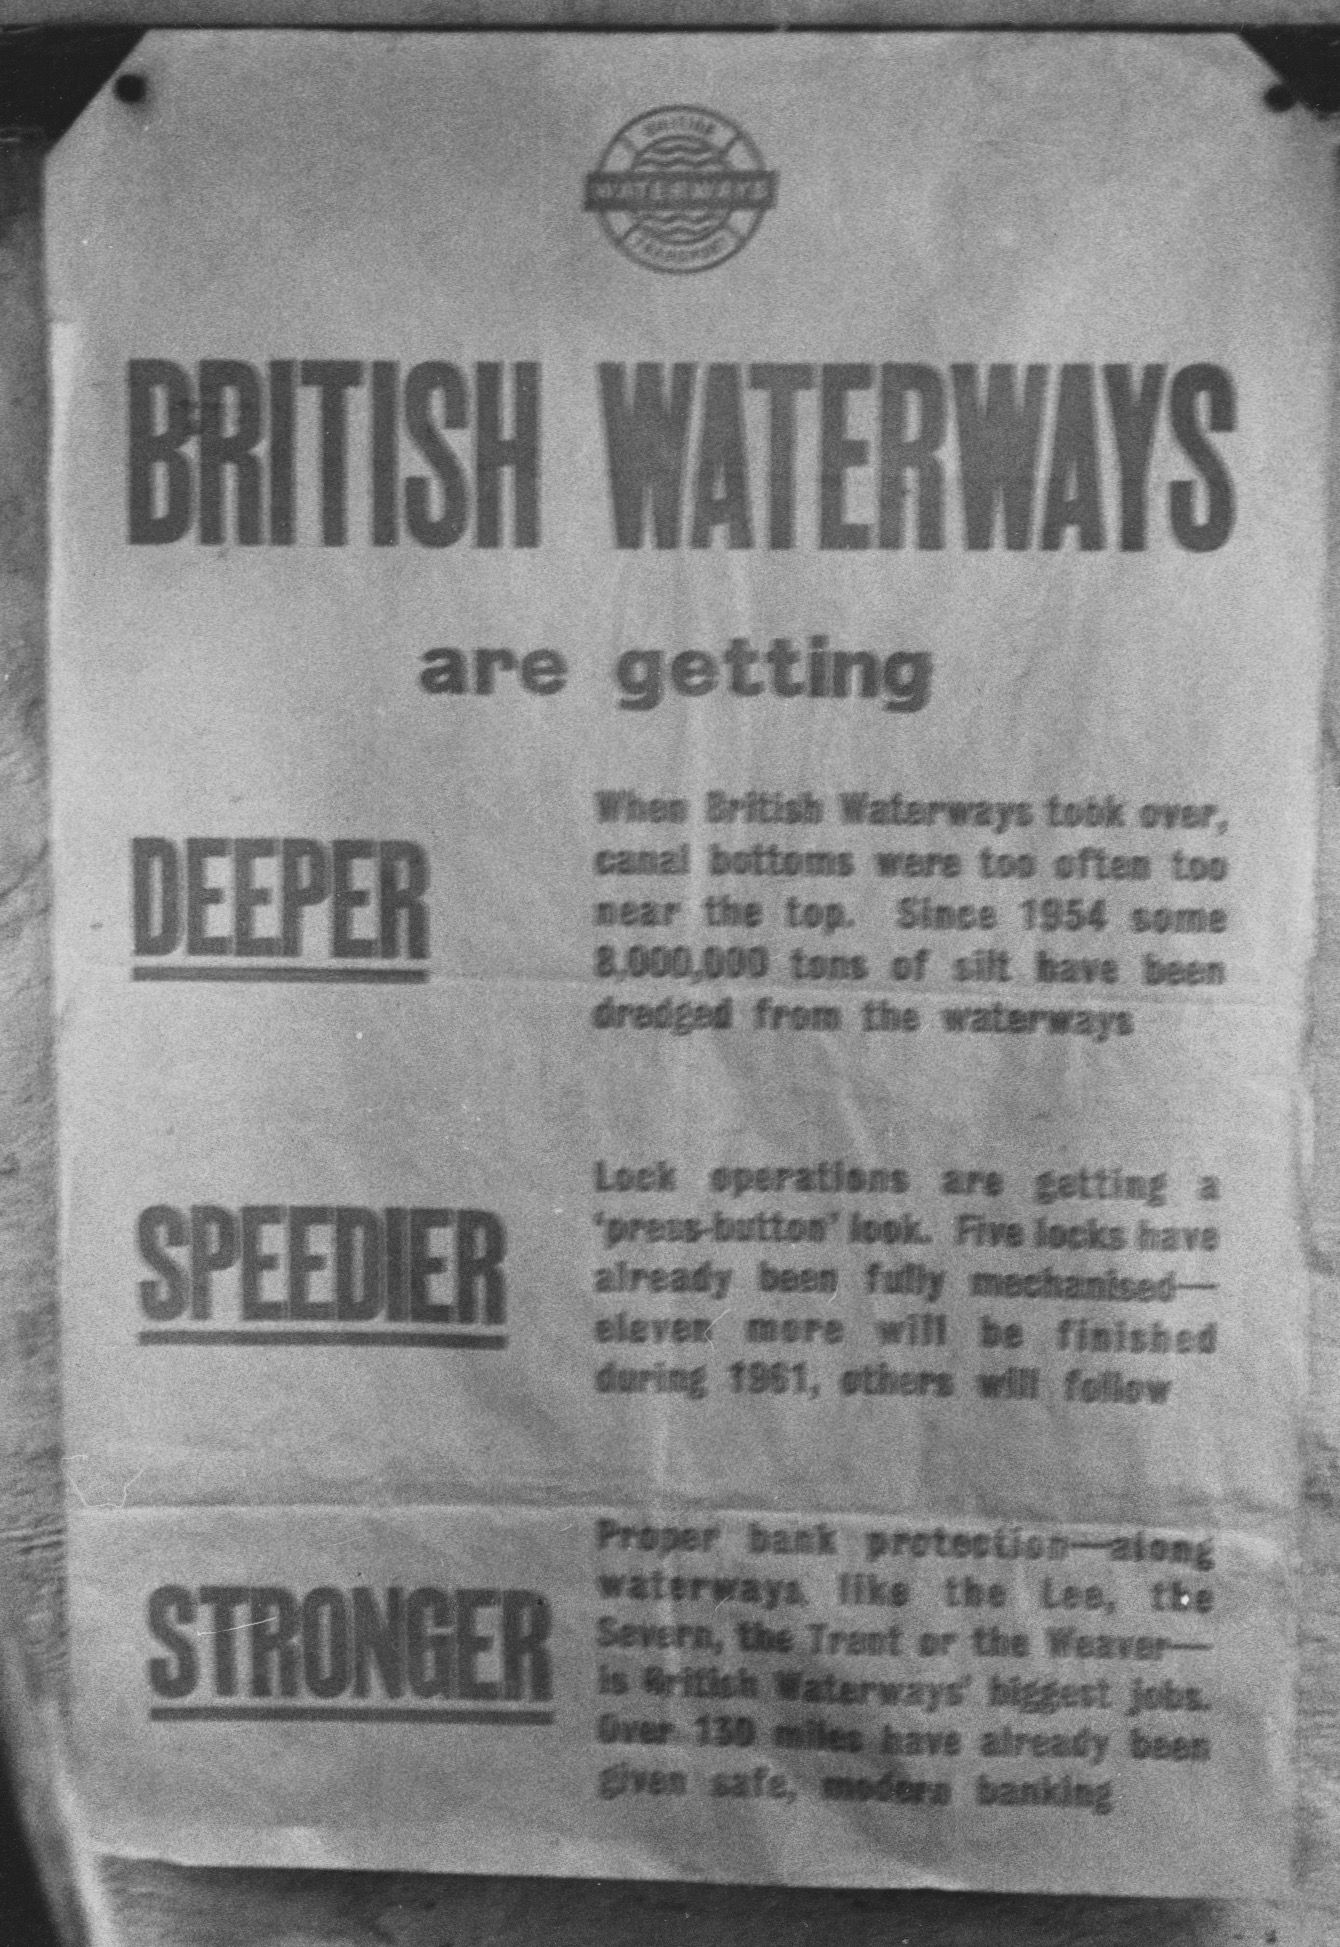 BRITISH
WATERWAYS
TRANSPORT
BRITISH WATERWAYS
are getting
DEEPER
When British Waterways took over,
canal bottoms were too often too
near the top. Since 1954 some
8,000,000 tons of silt have been
dredged from the waterways
SPEEDIER
Lock operations are getting a
‘press-button’ look. Five locks have
already been fully mechanised—
eleven more will be finished
during 1961, others will follow
STRONGER
Proper bank protection—along
waterways like the Lee, the
Severn, the Trent or the Weaver—
is British Waterways’ biggest jobs.
Over 130 miles have already been
given safe, modern banking